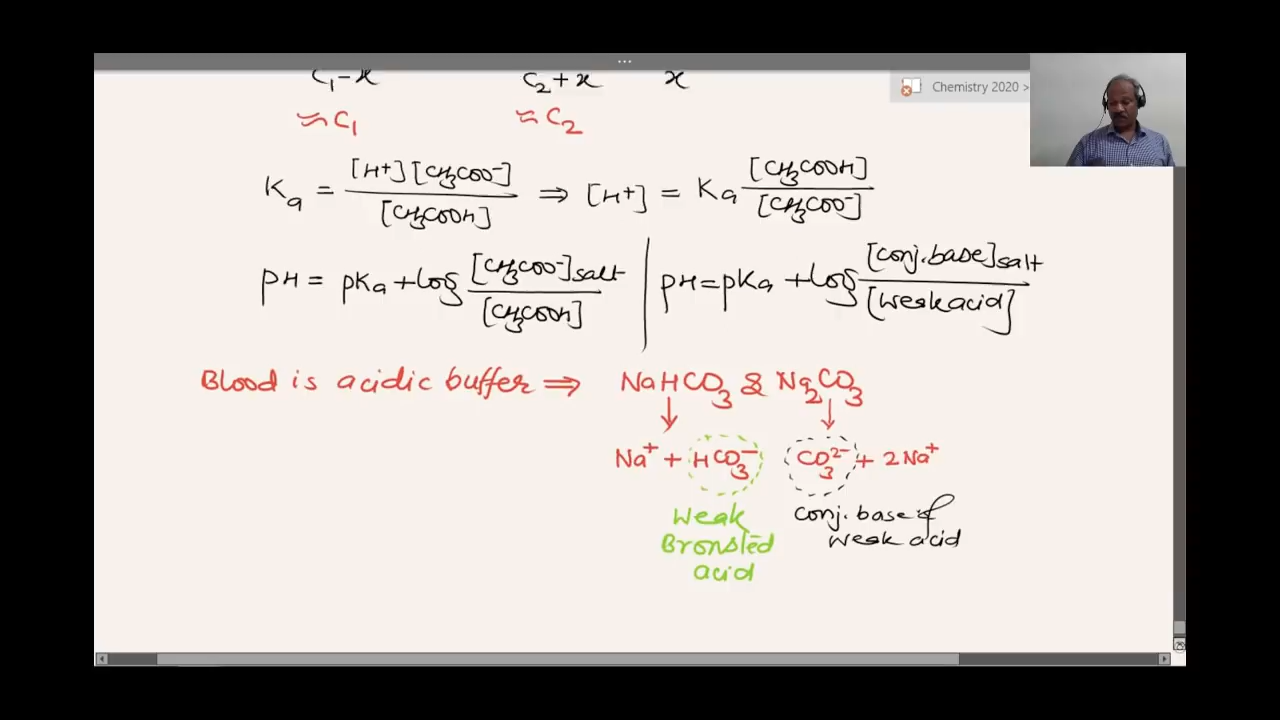 C₁-x C₂+x x
Chemistry 2020 >
≈C₁ ≈C₂
Kₐ = [H⁺][CH₃COO⁻] / [CH₃COOH] ⇒ [H⁺] = Kₐ [CH₃COOH] / [CH₃COO⁻]
pH = pKₐ + log [CH₃COO⁻]salt / [CH₃COOH] | pH = pKₐ + log [conj. base]salt / [weak acid]
Blood is acidic buffer ⇒ NaHCO₃ & Na₂CO₃
↓ ↓
Na⁺ + HCO₃⁻ CO₃²⁻ + 2Na⁺
Weak
Bronsted
acid
conj. base of
weak acid